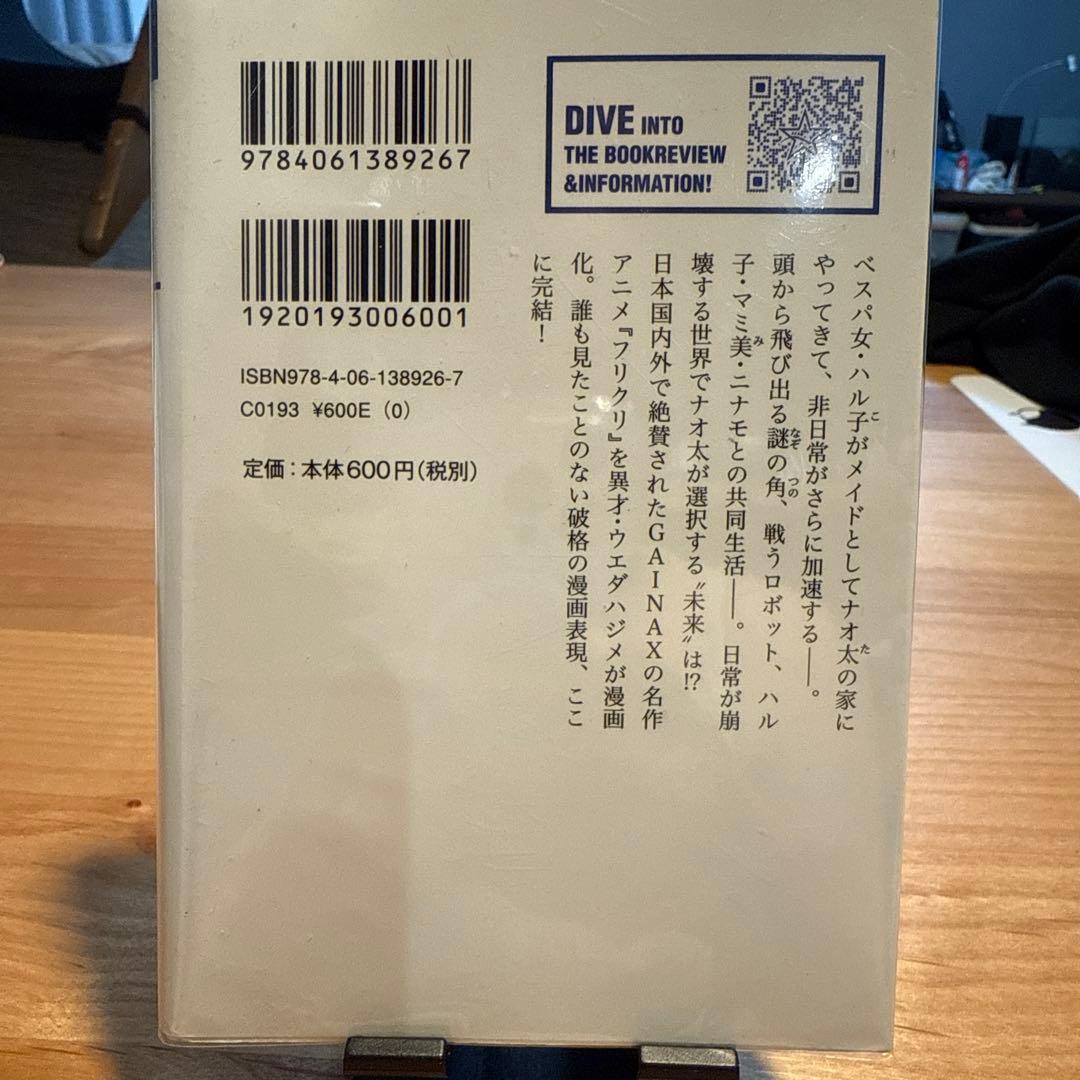 9784061389267
1920193006001
ISBN978-4-06-138926-7
C0193 ¥600E (0)
定価：本体600円(税別)
DIVE INTO
THE BOOKREVIEW
&INFORMATION!
ベスパ女・ハル子がメイドとしてナオ太の家に
やってきて、非日常がさらに加速する——。
頭から飛び出る謎の角、戦うロボット、ハル
子・マミ美・ニナモとの共同生活——。日常が崩
壊する世界でナオ太が選択する〝未来〟は!?
日本国内外で絶賛されたGAINAXの名作
アニメ『フリクリ』を異才・ウエダハジメが漫画
化。誰も見たことのない破格の漫画表現、ここ
に完結！